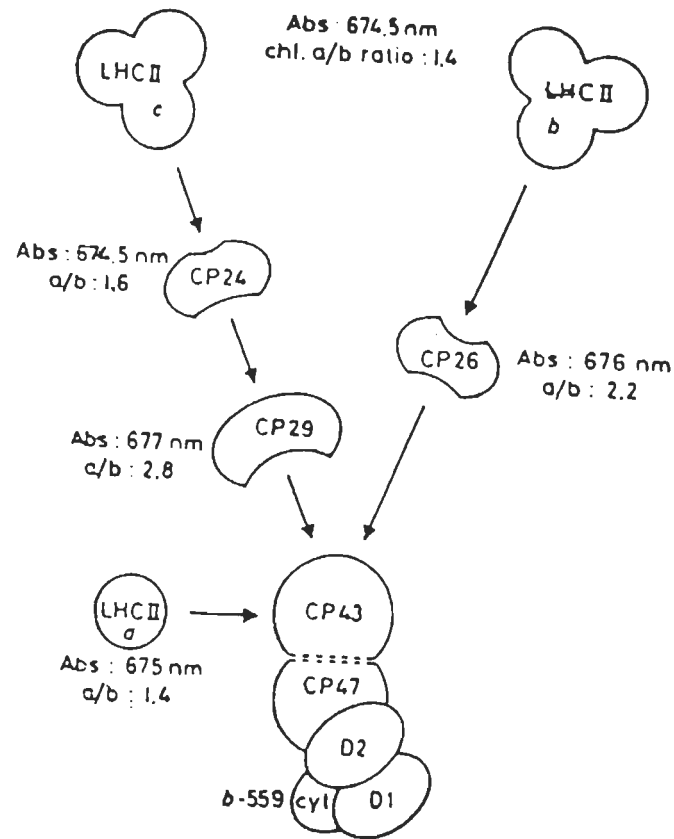 Abs : 674.5 nm
chl. a/b ratio : 1.4
LHC II
c
LHC II
b
Abs : 674.5 nm
a/b : 1.6
CP24
CP26
Abs : 676 nm
a/b : 2.2
CP29
Abs : 677 nm
a/b : 2.8
LHC II
a
Abs : 675 nm
a/b : 1.4
CP43
CP47
D2
b-559
cyt
D1